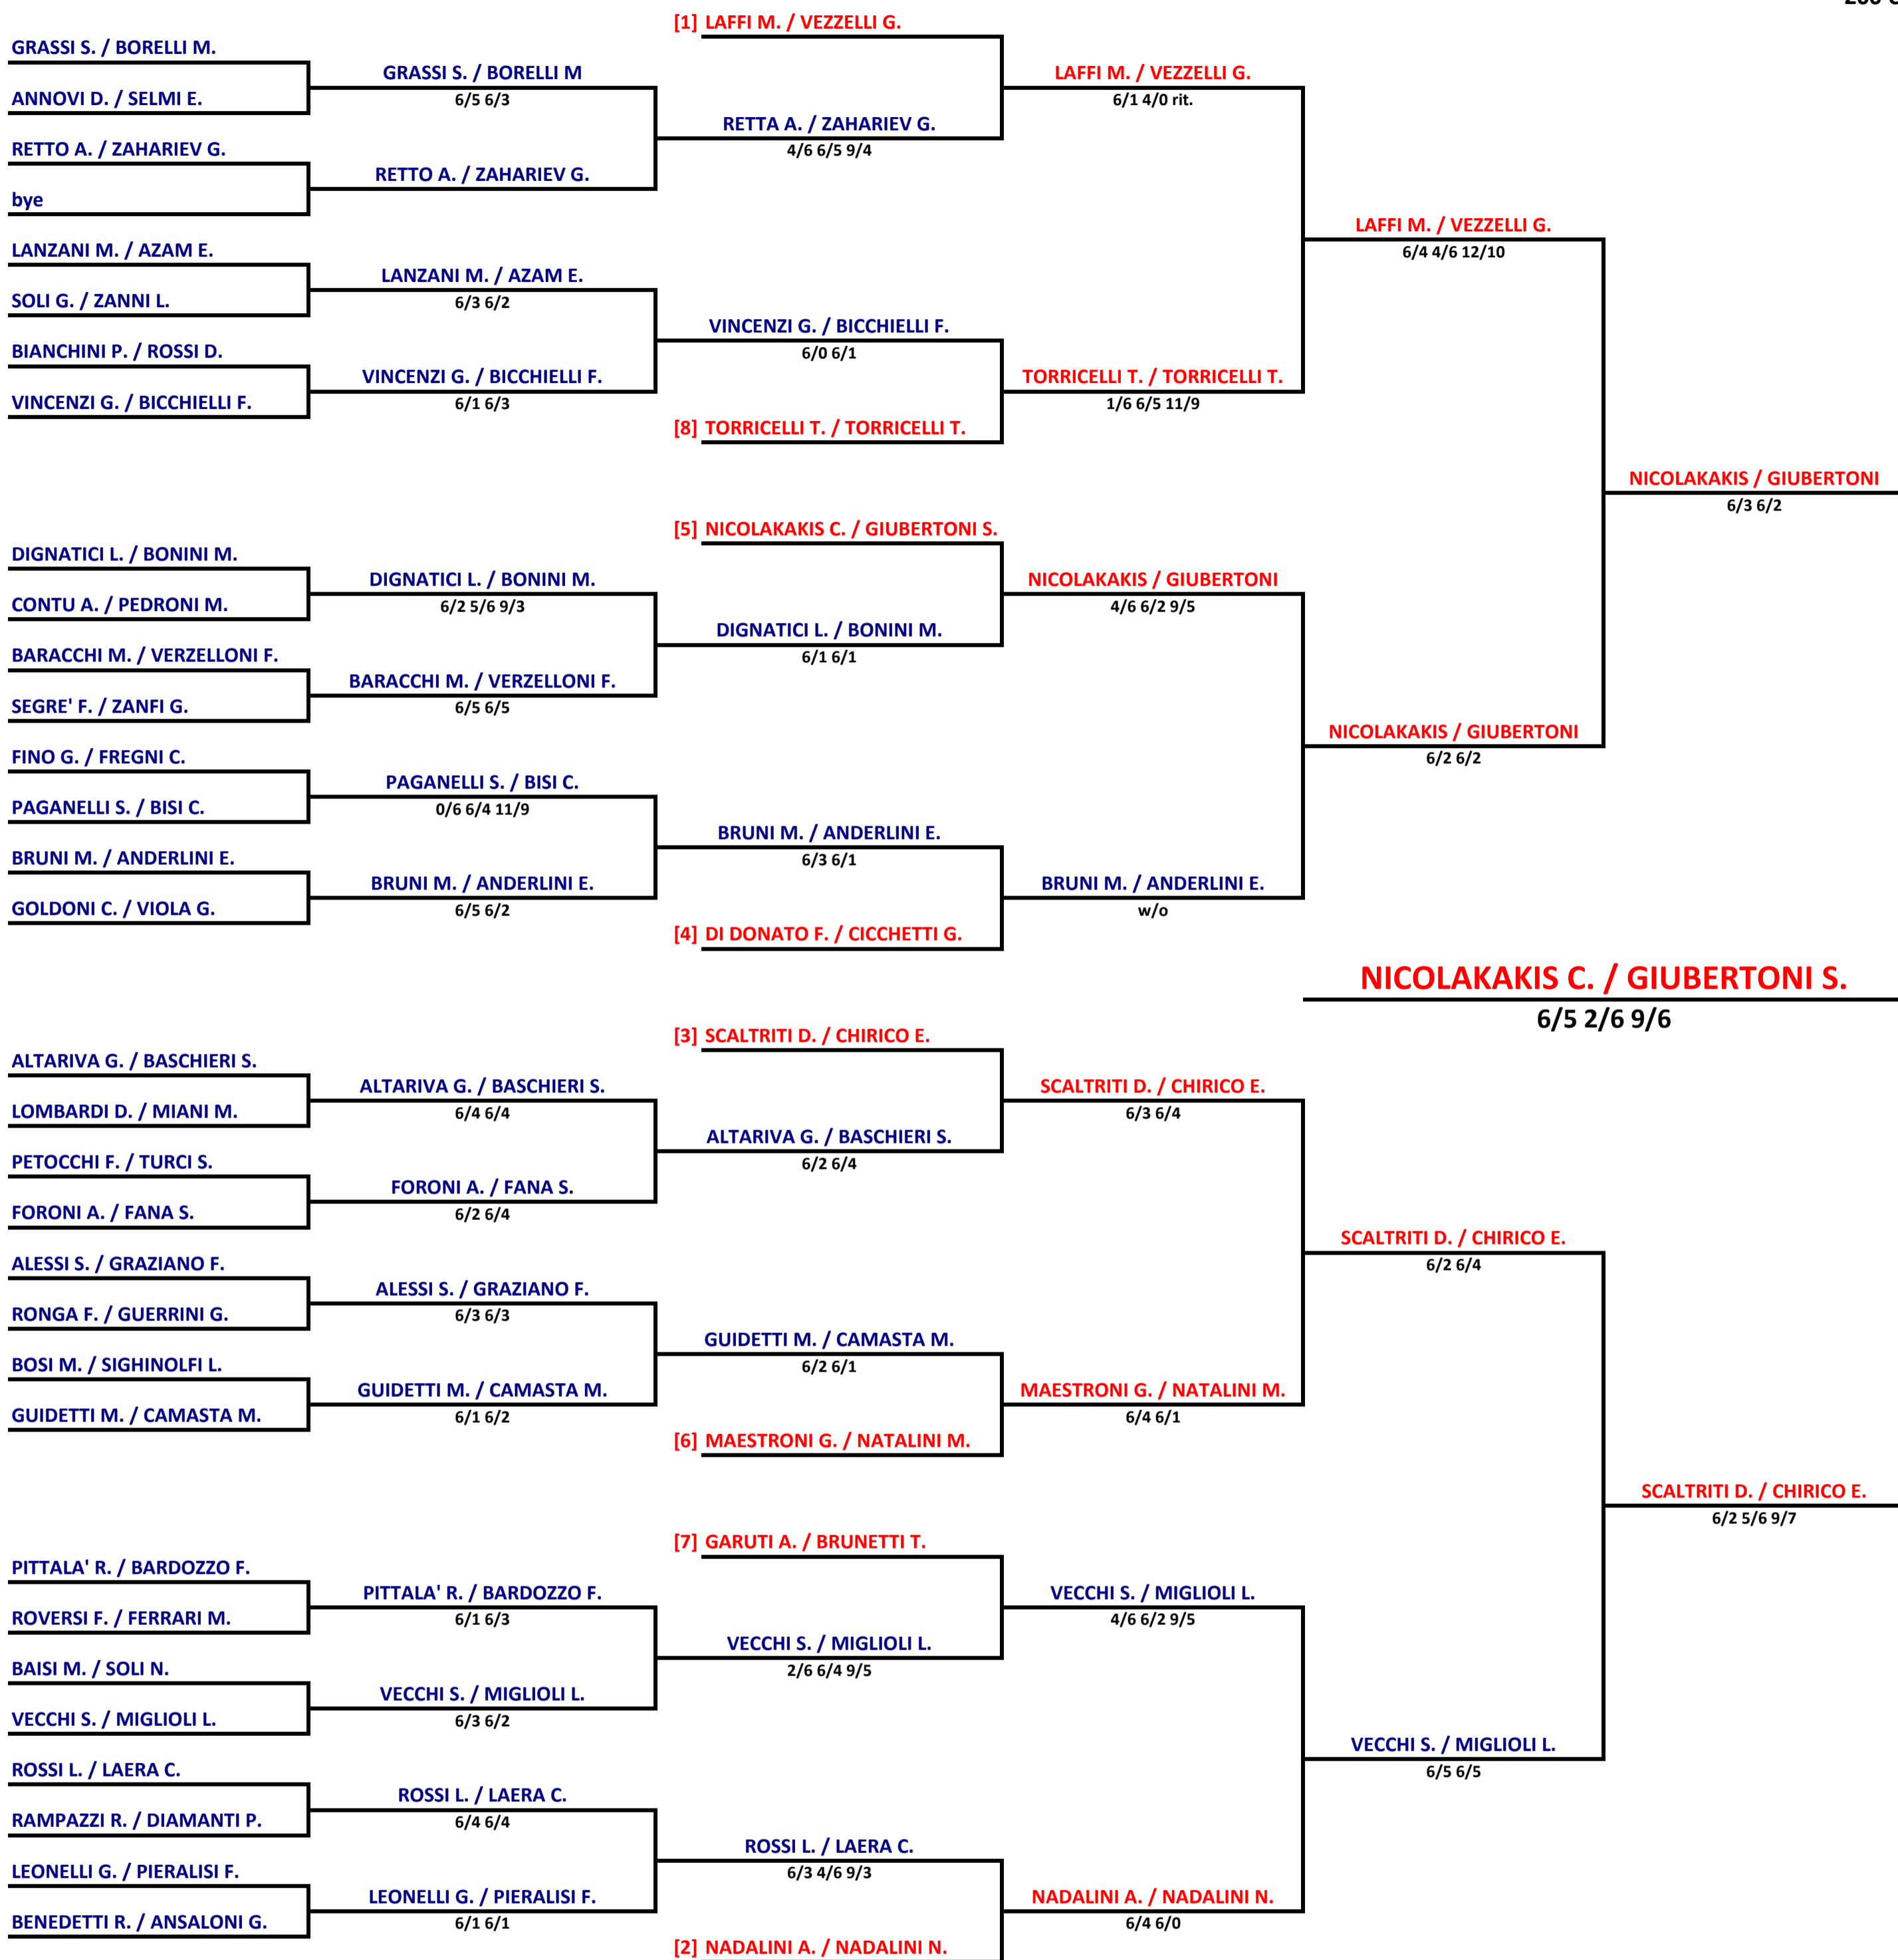 [1] LAFFI M. / VEZZELLI G.
GRASSI S. / BORELLI M.
GRASSI S. / BORELLI M
LAFFI M. / VEZZELLI G.
ANNOVI D. / SELMI E.
6/5 6/3
6/1 4/0 rit.
RETTA A. / ZAHARIEV G.
RETTO A. / ZAHARIEV G.
4/6 6/5 9/4
RETTO A. / ZAHARIEV G.
bye
LAFFI M. / VEZZELLI G.
LANZANI M. / AZAM E.
6/4 4/6 12/10
LANZANI M. / AZAM E.
SOLI G. / ZANNI L.
6/3 6/2
VINCENZI G. / BICCHIELLI F.
BIANCHINI P. / ROSSI D.
6/0 6/1
VINCENZI G. / BICCHIELLI F.
TORRICELLI T. / TORRICELLI T.
VINCENZI G. / BICCHIELLI F.
6/1 6/3
1/6 6/5 11/9
[8] TORRICELLI T. / TORRICELLI T.
NICOLAKAKIS / GIUBERTONI
6/3 6/2
[5] NICOLAKAKIS C. / GIUBERTONI S.
DIGNATICI L. / BONINI M.
DIGNATICI L. / BONINI M.
NICOLAKAKIS / GIUBERTONI
CONTU A. / PEDRONI M.
6/2 5/6 9/3
4/6 6/2 9/5
DIGNATICI L. / BONINI M.
BARACCHI M. / VERZELLONI F.
6/1 6/1
BARACCHI M. / VERZELLONI F.
SEGRE' F. / ZANFI G.
6/5 6/5
NICOLAKAKIS / GIUBERTONI
FINO G. / FREGNI C.
6/2 6/2
PAGANELLI S. / BISI C.
PAGANELLI S. / BISI C.
0/6 6/4 11/9
BRUNI M. / ANDERLINI E.
BRUNI M. / ANDERLINI E.
6/3 6/1
BRUNI M. / ANDERLINI E.
BRUNI M. / ANDERLINI E.
GOLDONI C. / VIOLA G.
6/5 6/2
w/o
[4] DI DONATO F. / CICCHETTI G.
NICOLAKAKIS C. / GIUBERTONI S.
6/5 2/6 9/6
[3] SCALTRITI D. / CHIRICO E.
ALTARIVA G. / BASCHIERI S.
ALTARIVA G. / BASCHIERI S.
SCALTRITI D. / CHIRICO E.
LOMBARDI D. / MIANI M.
6/4 6/4
6/3 6/4
ALTARIVA G. / BASCHIERI S.
PETOCCHI F. / TURCI S.
6/2 6/4
FORONI A. / FANA S.
FORONI A. / FANA S.
6/2 6/4
SCALTRITI D. / CHIRICO E.
ALESSI S. / GRAZIANO F.
6/2 6/4
ALESSI S. / GRAZIANO F.
RONGA F. / GUERRINI G.
6/3 6/3
GUIDETTI M. / CAMASTA M.
BOSI M. / SIGHINOLFI L.
6/2 6/1
GUIDETTI M. / CAMASTA M.
MAESTRONI G. / NATALINI M.
GUIDETTI M. / CAMASTA M.
6/1 6/2
6/4 6/1
[6] MAESTRONI G. / NATALINI M.
SCALTRITI D. / CHIRICO E.
6/2 5/6 9/7
[7] GARUTI A. / BRUNETTI T.
PITTALA' R. / BARDOZZO F.
PITTALA' R. / BARDOZZO F.
VECCHI S. / MIGLIOLI L.
ROVERSI F. / FERRARI M.
6/1 6/3
4/6 6/2 9/5
VECCHI S. / MIGLIOLI L.
BAISI M. / SOLI N.
2/6 6/4 9/5
VECCHI S. / MIGLIOLI L.
VECCHI S. / MIGLIOLI L.
6/3 6/2
VECCHI S. / MIGLIOLI L.
ROSSI L. / LAERA C.
6/5 6/5
ROSSI L. / LAERA C.
RAMPAZZI R. / DIAMANTI P.
6/4 6/4
ROSSI L. / LAERA C.
LEONELLI G. / PIERALISI F.
6/3 4/6 9/3
LEONELLI G. / PIERALISI F.
NADALINI A. / NADALINI N.
BENEDETTI R. / ANSALONI G.
6/1 6/1
6/4 6/0
[2] NADALINI A. / NADALINI N.